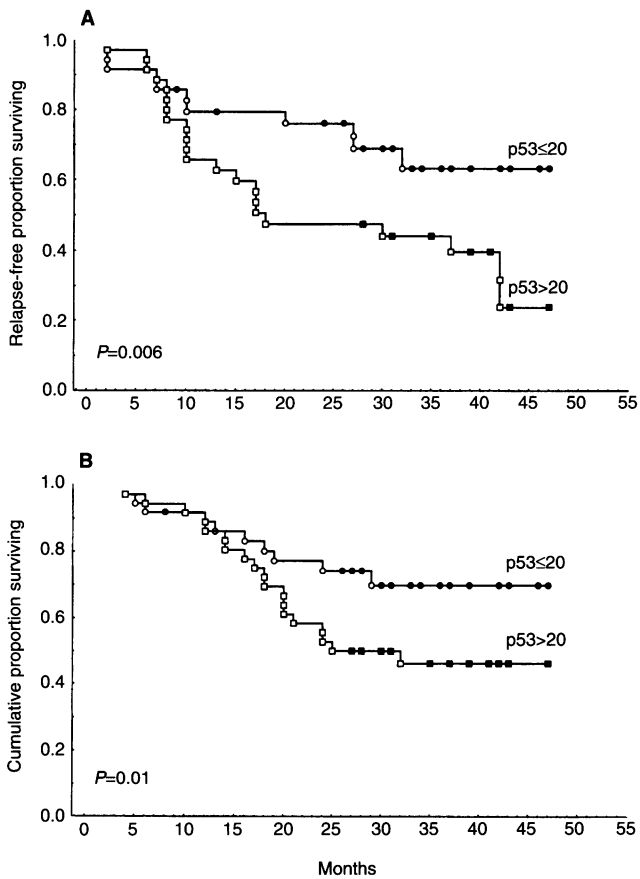 A
Relapse-free proportion surviving
1.0
0.8
0.6
0.4
0.2
0.0
p53≤20
p53>20
P=0.006
0 5 10 15 20 25 30 35 40 45 50 55
B
Cumulative proportion surviving
1.0
0.8
0.6
0.4
0.2
0.0
p53≤20
p53>20
P=0.01
0 5 10 15 20 25 30 35 40 45 50 55
Months